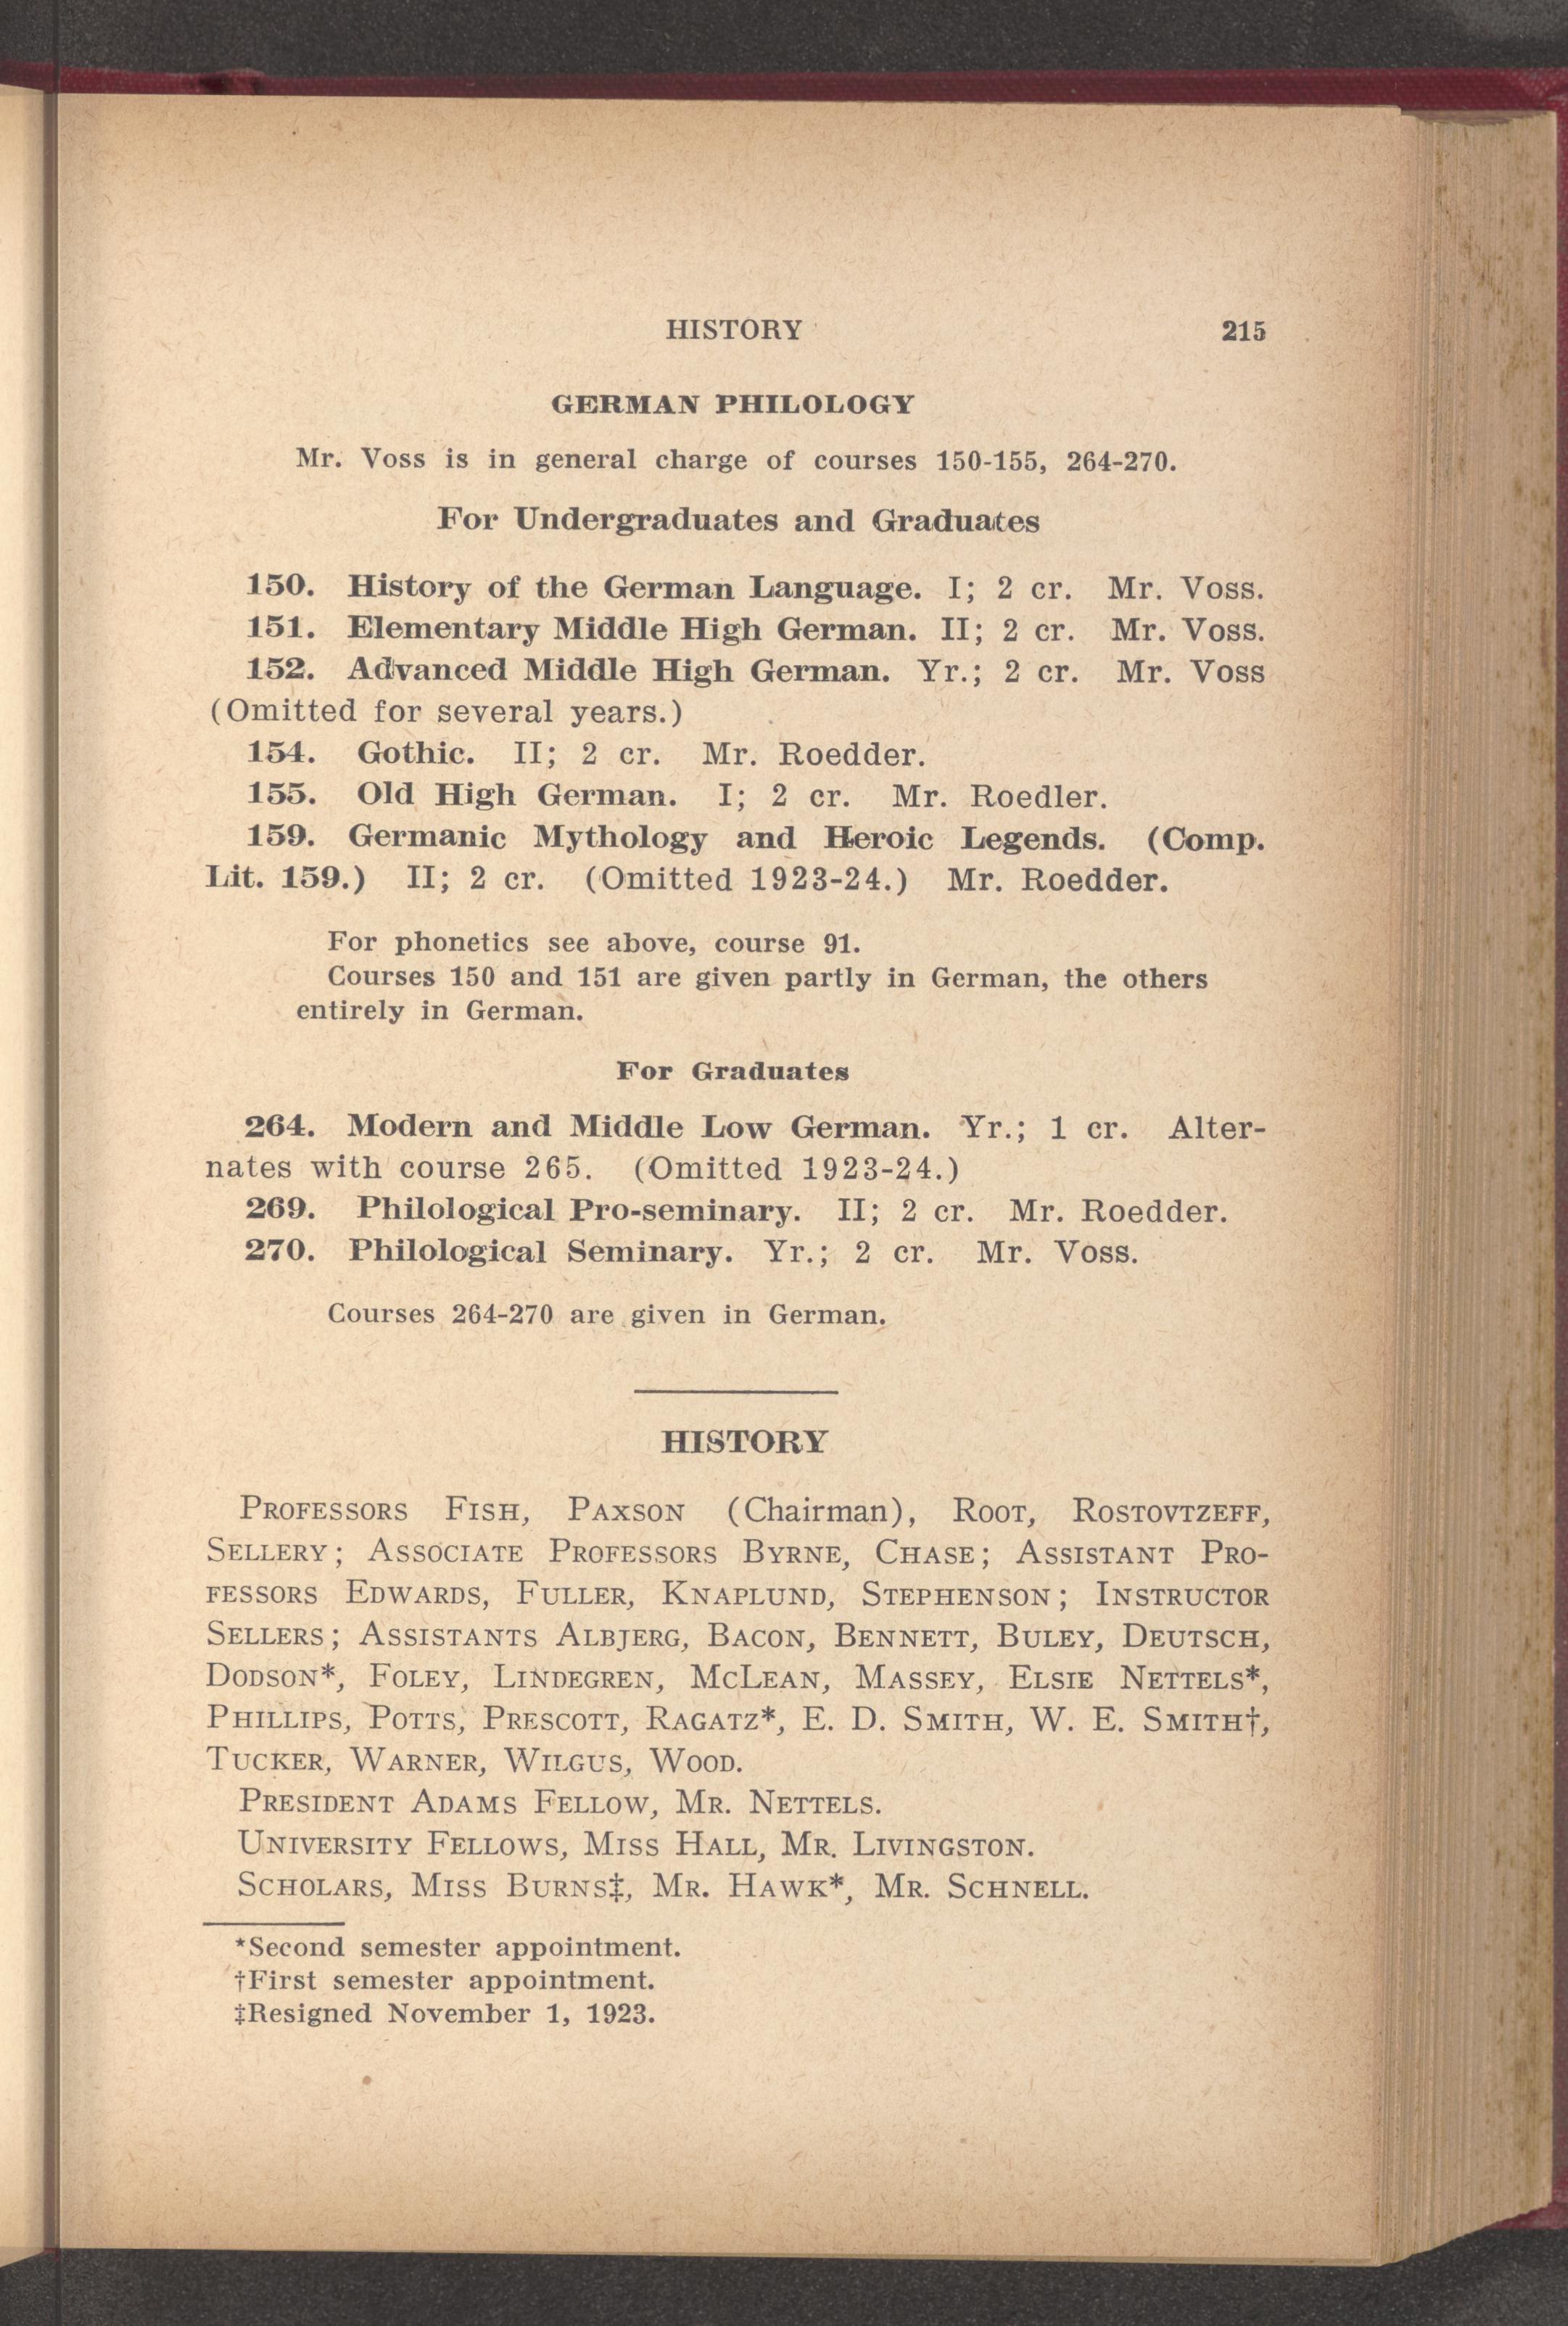 HISTORY 215
GERMAN PHILOLOGY
Mr. Voss is in general charge of courses 150-155, 264-270.
For Undergraduates and Graduates
150. History of the German Language. I; 2 cr. Mr. Voss.
151. Elementary Middle High German. II; 2 cr. Mr. Voss.
152. Advanced Middle High German. Yr.; 2 cr. Mr. Voss
(Omitted for several years.)
154. Gothic. II; 2 cr. Mr. Roedder.
155. Old High German. I; 2 cr. Mr. Roedler.
159. Germanic Mythology and Heroic Legends. (Comp.
Lit. 159.) II; 2 cr. (Omitted 1923-24.) Mr. Roedder.
For phonetics see above, course 91.
Courses 150 and 151 are given partly in German, the others
entirely in German.
For Graduates
264. Modern and Middle Low German. Yr.; 1 cr. Alter-
nates with course 265. (Omitted 1923-24.)
269. Philological Pro-seminary. II; 2 cr. Mr. Roedder.
270. Philological Seminary. Yr.; 2 cr. Mr. Voss.
Courses 264-270 are given in German.
HISTORY
PROFESSORS FISH, PAXSON (Chairman), ROOT, ROSTOVTZEFF,
SELLERY; ASSOCIATE PROFESSORS BYRNE, CHASE; ASSISTANT PRO-
FESSORS EDWARDS, FULLER, KNAPLUND, STEPHENSON; INSTRUCTOR
SELLERS; ASSISTANTS ALBJERG, BACON, BENNETT, BULEY, DEUTSCH,
DODSON*, FOLEY, LINDEGREN, MCLEAN, MASSEY, ELSIE NETTELS*,
PHILLIPS, POTTS, PRESCOTT, RAGATZ*, E. D. SMITH, W. E. SMITH†,
TUCKER, WARNER, WILGUS, WOOD.
PRESIDENT ADAMS FELLOW, MR. NETTELS.
UNIVERSITY FELLOWS, MISS HALL, MR. LIVINGSTON.
SCHOLARS, MISS BURNS‡, MR. HAWK*, MR. SCHNELL.
*Second semester appointment.
†First semester appointment.
‡Resigned November 1, 1923.